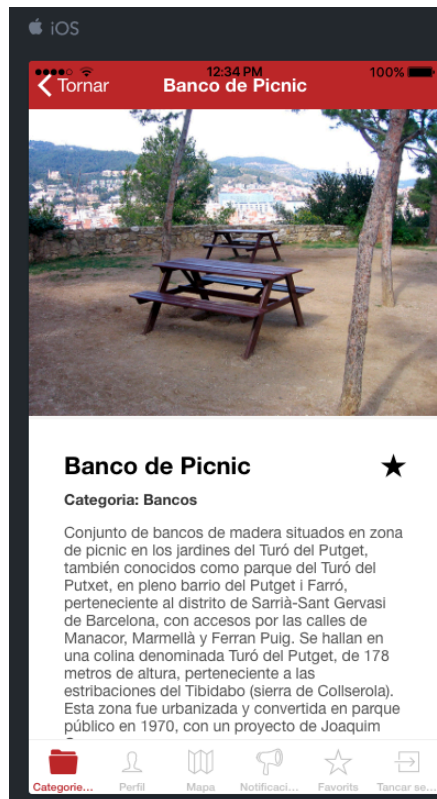 iOS
12:34 PM 100%
Tornar Banco de Picnic
Banco de Picnic
Categoria: Bancos
Conjunto de bancos de madera situados en zona
de picnic en los jardines del Turó del Putget,
también conocidos como parque del Turó del
Putxet, en pleno barrio del Putget i Farró,
perteneciente al distrito de Sarrià-Sant Gervasi
de Barcelona, con accesos por las calles de
Manacor, Marmellà y Ferran Puig. Se hallan en
una colina denominada Turó del Putget, de 178
metros de altura, perteneciente a las
estribaciones del Tibidabo (sierra de Collserola).
Esta zona fue urbanizada y convertida en parque
público en 1970, con un proyecto de Joaquim
Categorie... Perfil Mapa Notificaci... Favorits Tancar se...